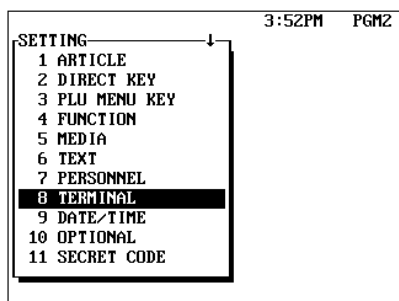 3:52PM PGM2
SETTING
1 ARTICLE
2 DIRECT KEY
3 PLU MENU KEY
4 FUNCTION
5 MEDIA
6 TEXT
7 PERSONNEL
8 TERMINAL
9 DATE/TIME
10 OPTIONAL
11 SECRET CODE